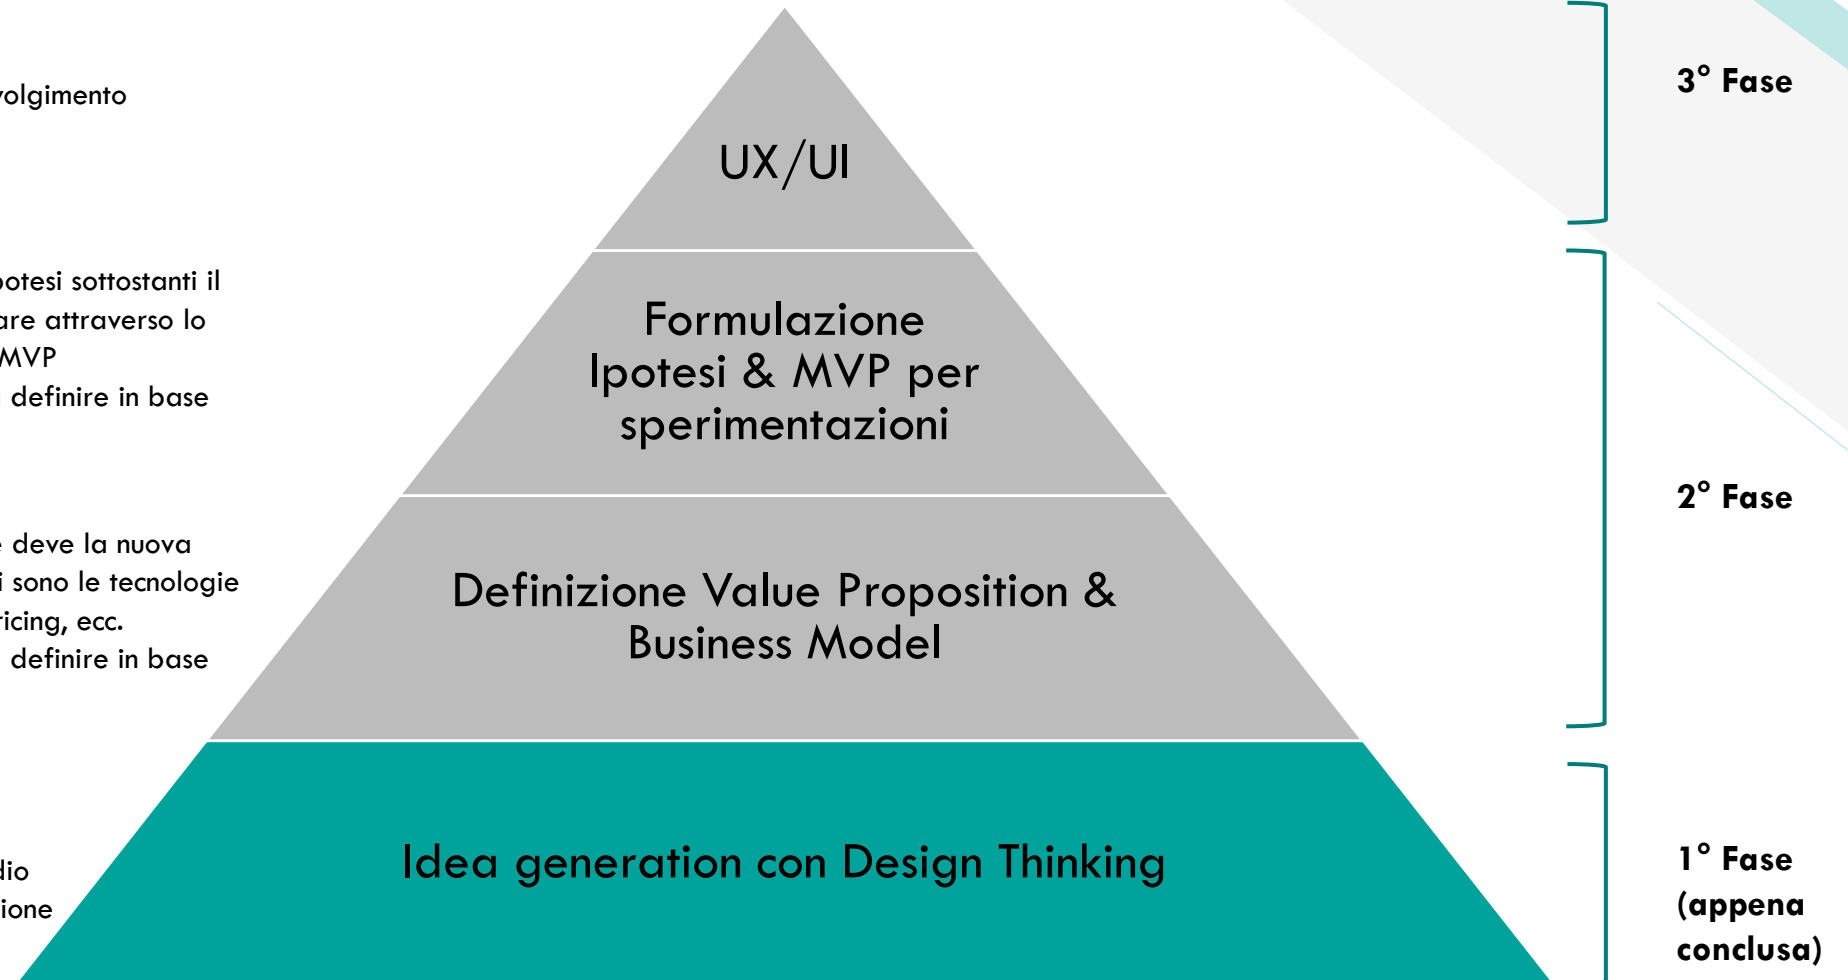 volgimento
3° Fase
UX/UI
potesi sottostanti il
are attraverso lo
MVP
definire in base
Formulazione
Ipotesi & MVP per
sperimentazioni
2° Fase
e deve la nuova
i sono le tecnologie
ricing, ecc.
definire in base
Definizione Value Proposition &
Business Model
dio
ione
Idea generation con Design Thinking
1° Fase
(appena
conclusa)